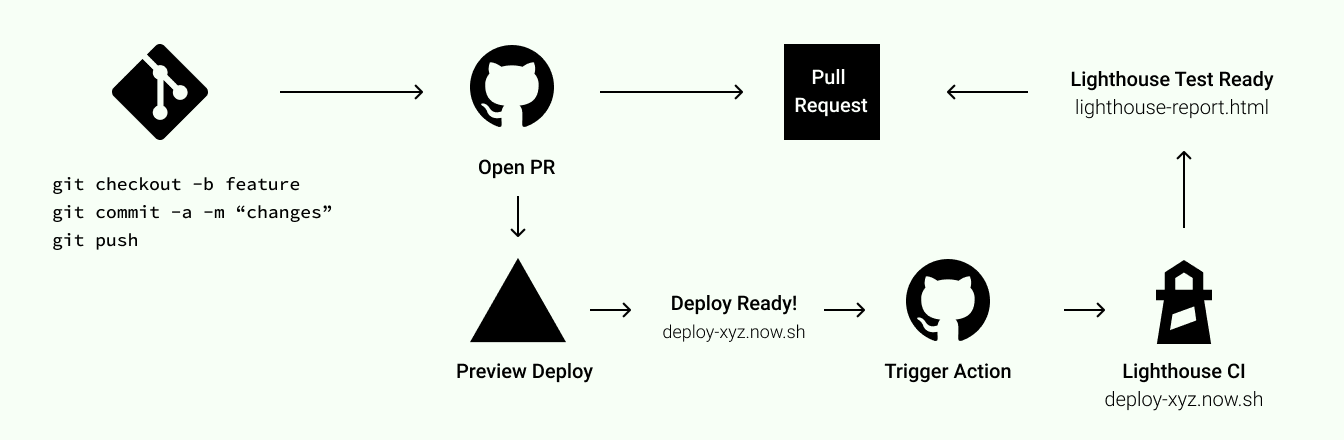 git checkout -b feature
git commit -a -m “changes”
git push
Open PR
Pull
Request
Lighthouse Test Ready
lighthouse-report.html
Preview Deploy
Deploy Ready!
deploy-xyz.now.sh
Trigger Action
Lighthouse CI
deploy-xyz.now.sh